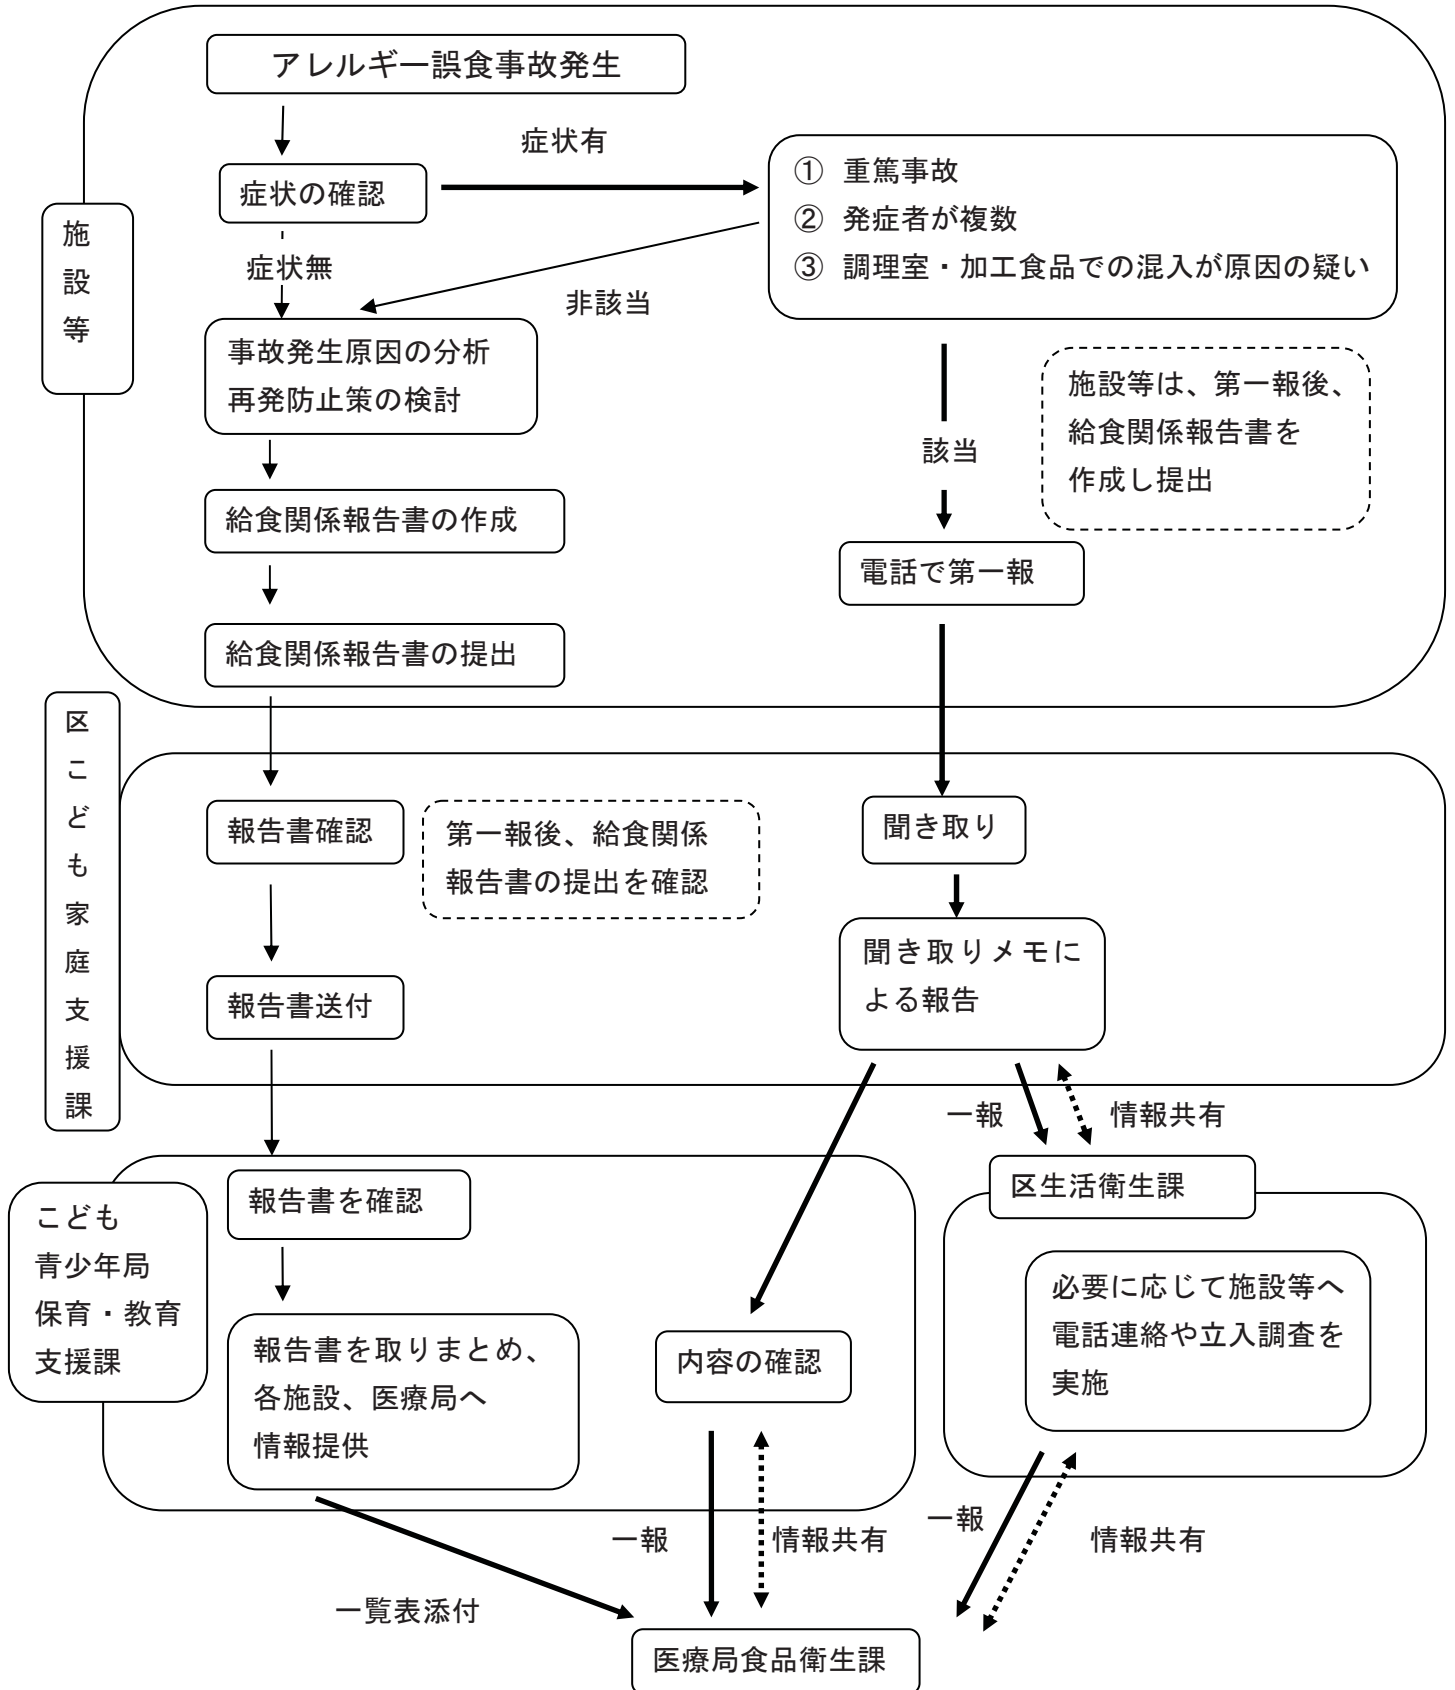 アレルギー誤食事故発生
症状有
症状の確認
① 重篤事故
② 発症者が複数
③ 調理室・加工食品での混入が原因の疑い
施
設
等
症状無
非該当
事故発生原因の分析
再発防止策の検討
該当
施設等は、第一報後、
給食関係報告書を
作成し提出
給食関係報告書の作成
電話で第一報
給食関係報告書の提出
区
こ
ど
も
家
庭
支
援
課
報告書確認
第一報後、給食関係
報告書の提出を確認
聞き取り
報告書送付
聞き取りメモに
よる報告
一報
情報共有
こども
青少年局
保育・教育
支援課
報告書を確認
区生活衛生課
必要に応じて施設等へ
電話連絡や立入調査を
実施
報告書を取りまとめ、
各施設、医療局へ
情報提供
内容の確認
一報
情報共有
一報
情報共有
一覧表添付
医療局食品衛生課